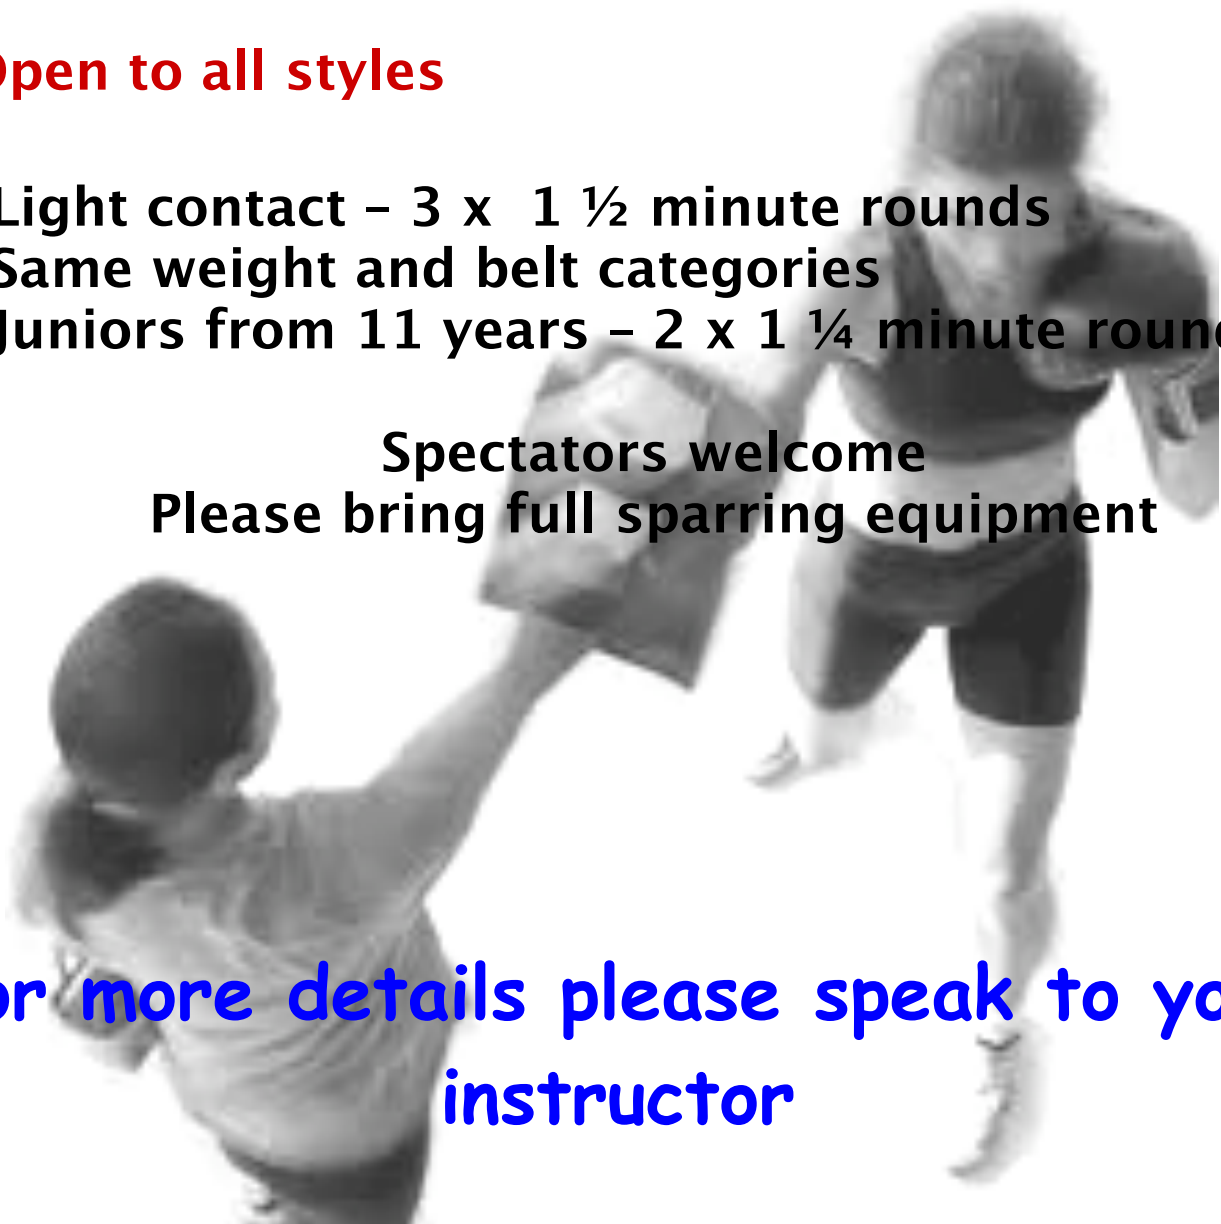 Open to all styles
Light contact – 3 x 1 ½ minute rounds
Same weight and belt categories
Juniors from 11 years – 2 x 1 ¼ minute roun
Spectators welcome
Please bring full sparring equipment
or more details please speak to yo
instructor